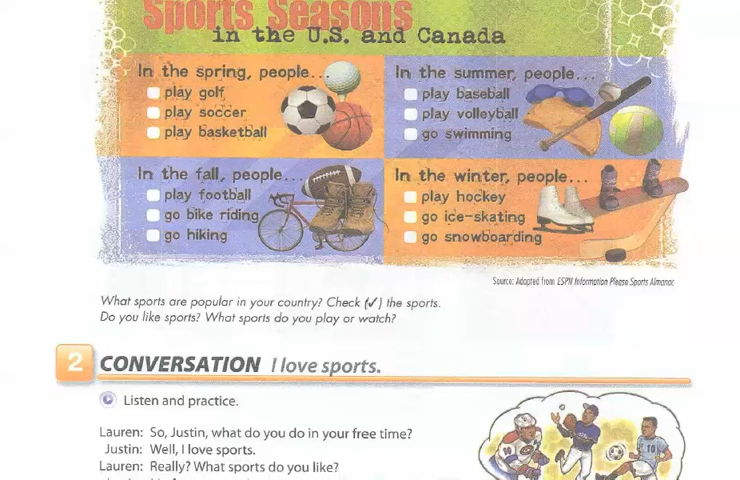 Sports Seasons
in the U.S. and Canada
In the spring, people...
play golf
play soccer
play basketball
In the summer, people...
play baseball
play volleyball
go swimming
In the fall, people...
play football
go bike riding
go hiking
In the winter, people...
play hockey
go ice-skating
go snowboarding
Source: Adapted from ESPN Information Please Sports Almanac
What sports are popular in your country? Check (✓) the sports.
Do you like sports? What sports do you play or watch?
2 CONVERSATION I love sports.
Listen and practice.
Lauren: So, Justin, what do you do in your free time?
Justin: Well, I love sports.
Lauren: Really? What sports do you like?
10